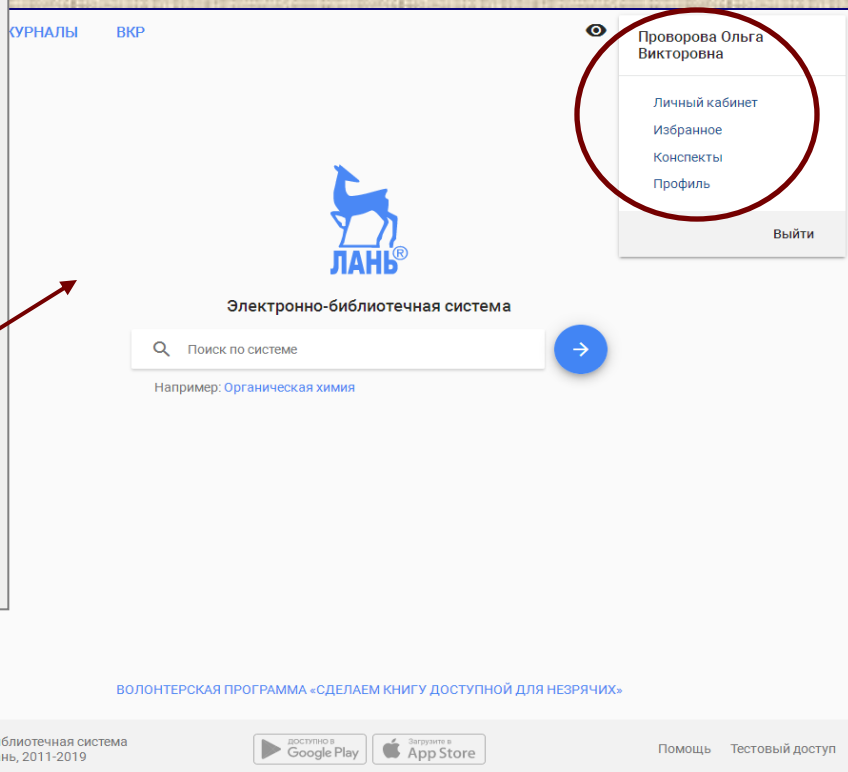 КУРНАЛЫ ВКР
Проворова Ольга
Викторовна
Личный кабинет
Избранное
Конспекты
Профиль
Выйти
ЛАНЬ®
Электронно-библиотечная система
Поиск по системе
Например: Органическая химия
ВОЛОНТЕРСКАЯ ПРОГРАММА «СДЕЛАЕМ КНИГУ ДОСТУПНОЙ ДЛЯ НЕЗРЯЧИХ»
блиотечная система
нь, 2011-2019
ДОСТУПНО В
Google Play
Загрузите в
App Store
Помощь Тестовый доступ